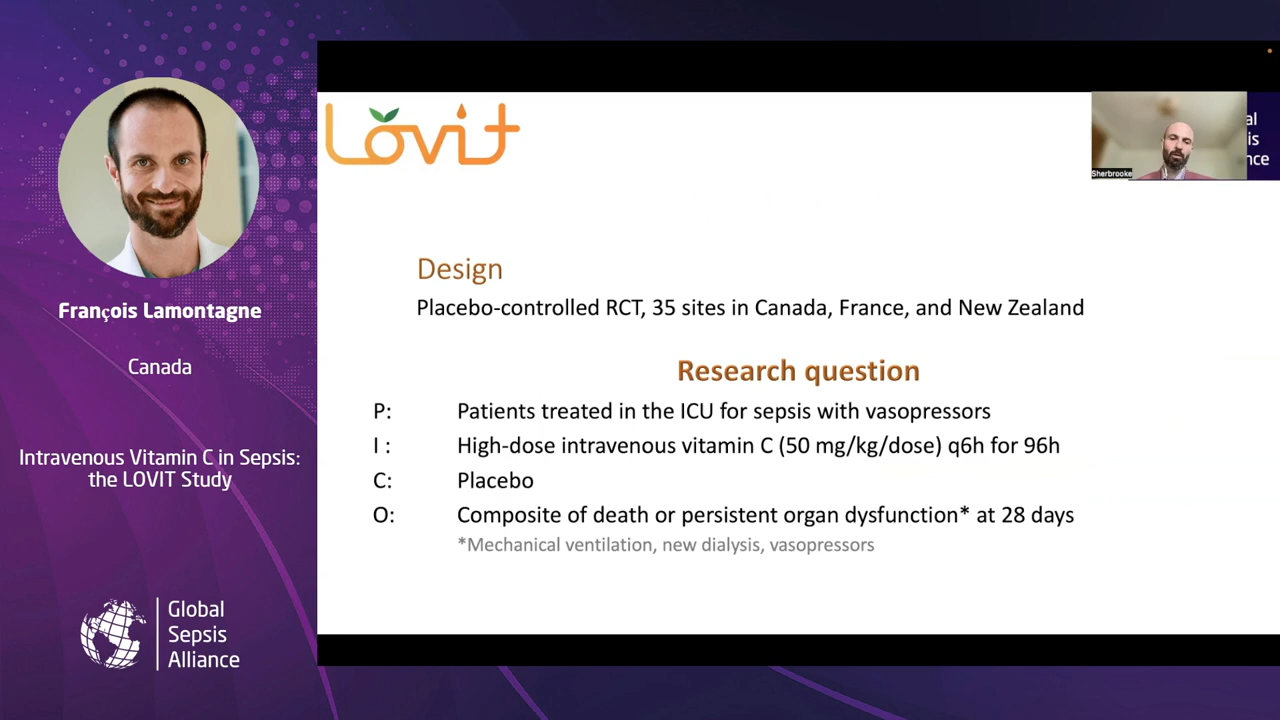 François Lamontagne
Canada
Intravenous Vitamin C in Sepsis:
the LOVIT Study
Global
Sepsis
Alliance
Lovit
Sherbrooke
al
is
nce
Design
Placebo-controlled RCT, 35 sites in Canada, France, and New Zealand
Research question
P: Patients treated in the ICU for sepsis with vasopressors
I : High-dose intravenous vitamin C (50 mg/kg/dose) q6h for 96h
C: Placebo
O: Composite of death or persistent organ dysfunction* at 28 days
*Mechanical ventilation, new dialysis, vasopressors